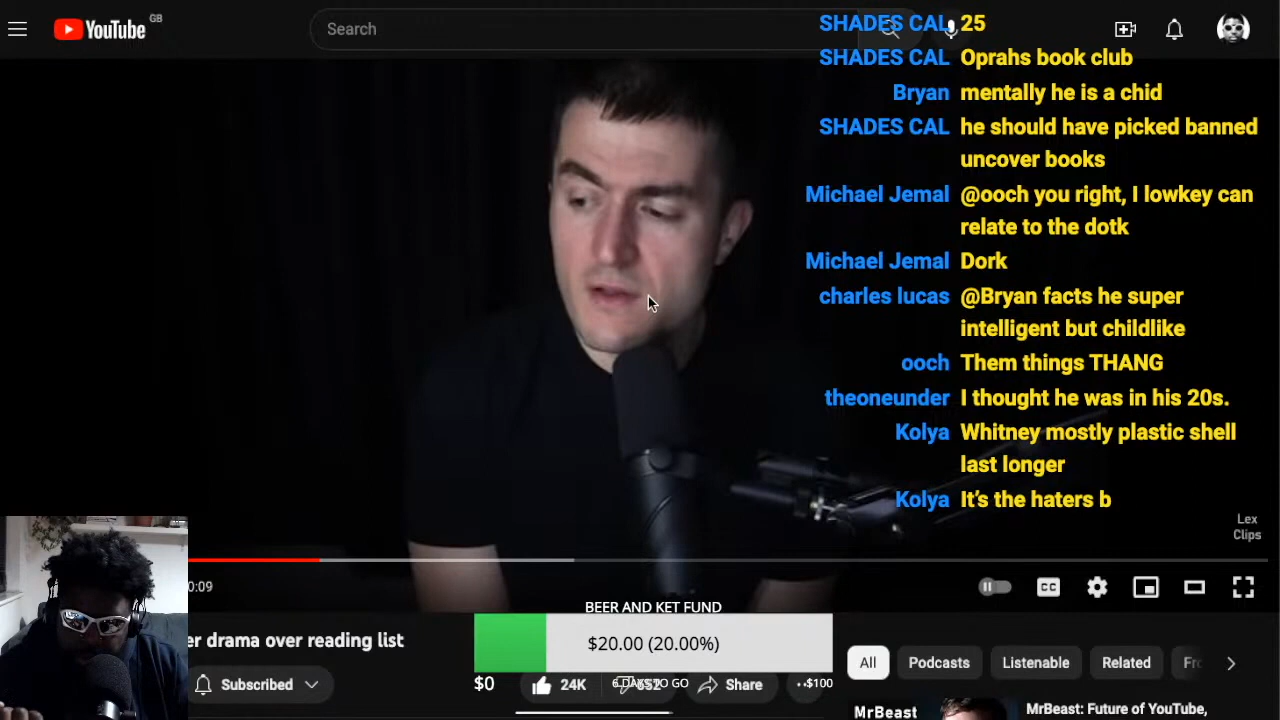 YouTube GB
Search
SHADES CAL 25
SHADES CAL Oprahs book club
Bryan mentally he is a chid
SHADES CAL he should have picked banned
uncover books
Michael Jemal @ooch you right, I lowkey can
relate to the dotk
Michael Jemal Dork
charles lucas @Bryan facts he super
intelligent but childlike
ooch Them things THANG
theoneunder I thought he was in his 20s.
Kolya Whitney mostly plastic shell
last longer
Kolya It's the haters b
Lex
Clips
0:09
CC
BEER AND KET FUND
$20.00 (20.00%)
$0
$100
er drama over reading list
Subscribed
24K
652
Share
All
Podcasts
Listenable
Related
MrBeast
MrBeast: Future of YouTube,